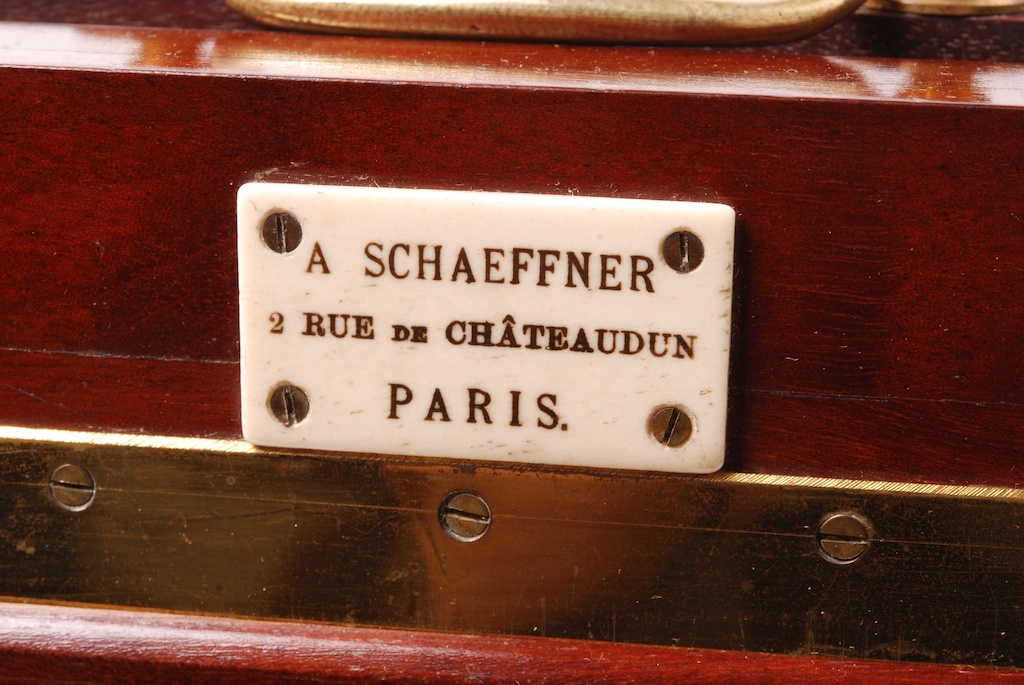 A SCHAEFFNER
2 RUE DE CHÂTEAUDUN
PARIS.